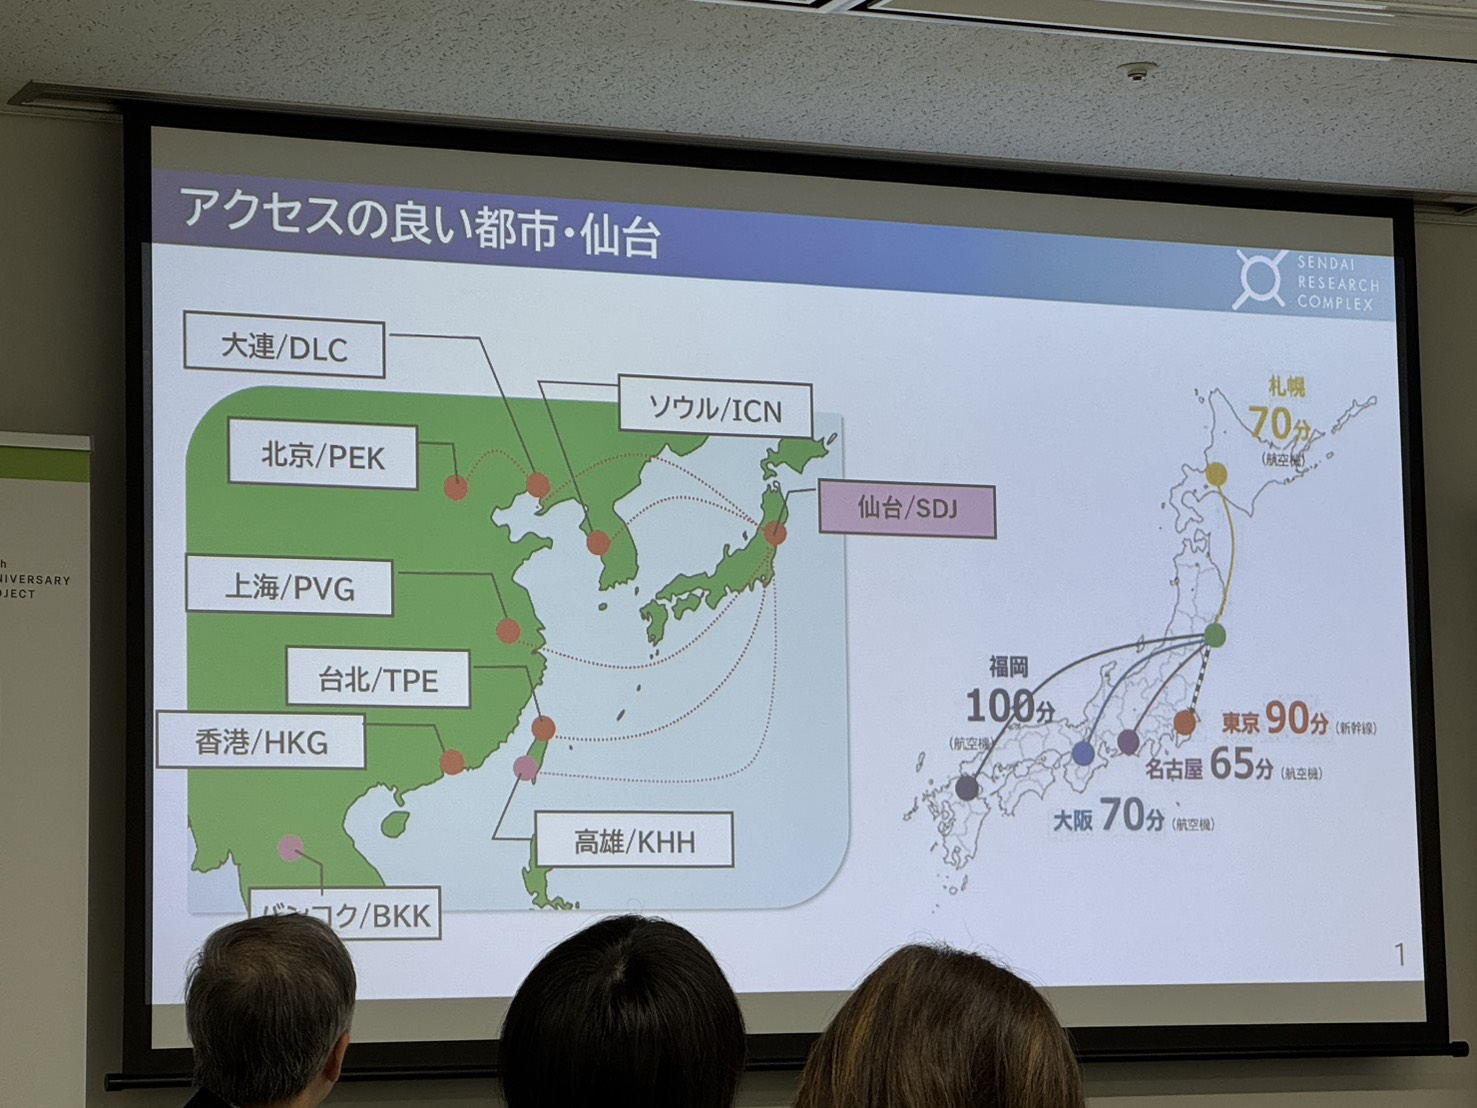 アクセスの良い都市・仙台
SENDAI
RESEARCH
COMPLEX
大連/DLC
ソウル/ICN
北京/PEK
仙台/SDJ
上海/PVG
台北/TPE
香港/HKG
高雄/KHH
バンコク/BKK
札幌
70分
(航空機)
福岡
100分
(航空機)
東京 90分 (新幹線)
名古屋 65分 (航空機)
大阪 70分 (航空機)
1